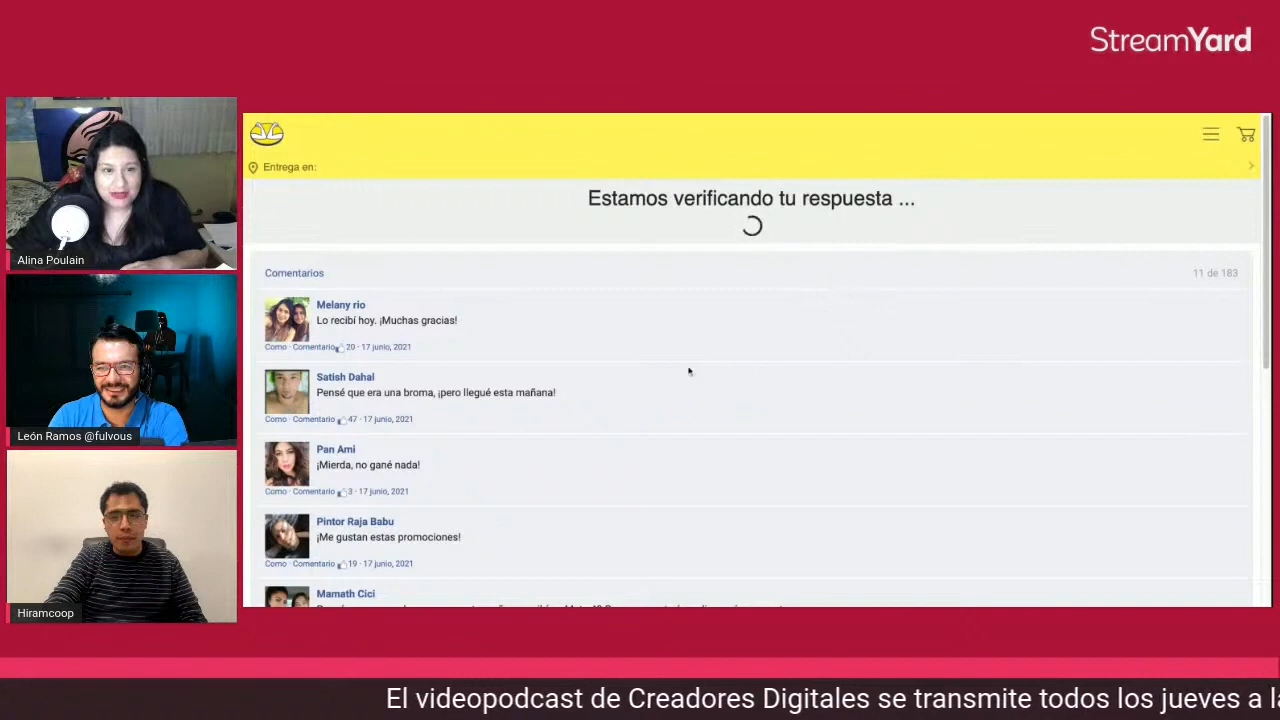 StreamYard
Alina Poulain
León Ramos @fulvous
Hiramcoop
Entrega en:
Estamos verificando tu respuesta ...
Comentarios
11 de 183
Melany rio
Lo recibí hoy. ¡Muchas gracias!
Como · Comentario 20 · 17 junio, 2021
Satish Dahal
Pensé que era una broma, ¡pero llegué esta mañana!
Como · Comentario 47 · 17 junio, 2021
Pan Ami
¡Mierda, no gané nada!
Como · Comentario 3 · 17 junio, 2021
Pintor Raja Babu
¡Me gustan estas promociones!
Como · Comentario 19 · 17 junio, 2021
Mamath Cici
El videopodcast de Creadores Digitales se transmite todos los jueves a